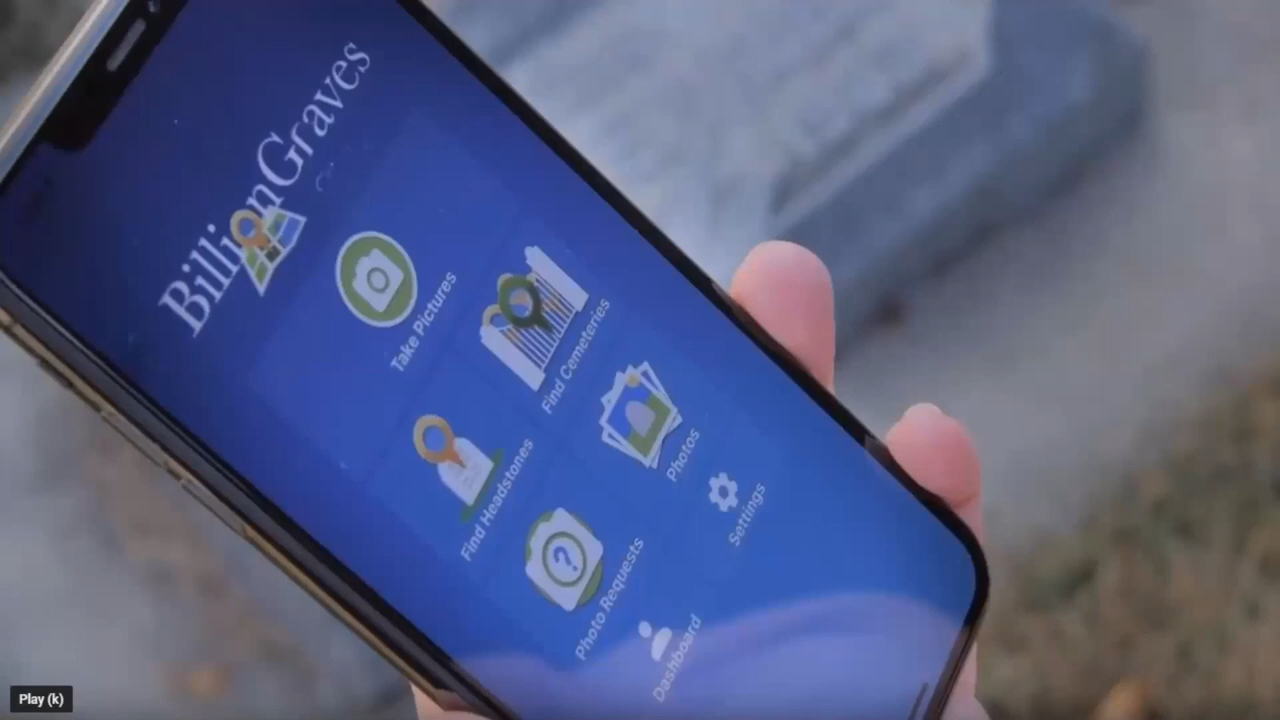 BillionGraves
Take Pictures
Find Cemeteries
Find Headstones
Photos
Photo Requests
Settings
Dashboard
Play (k)